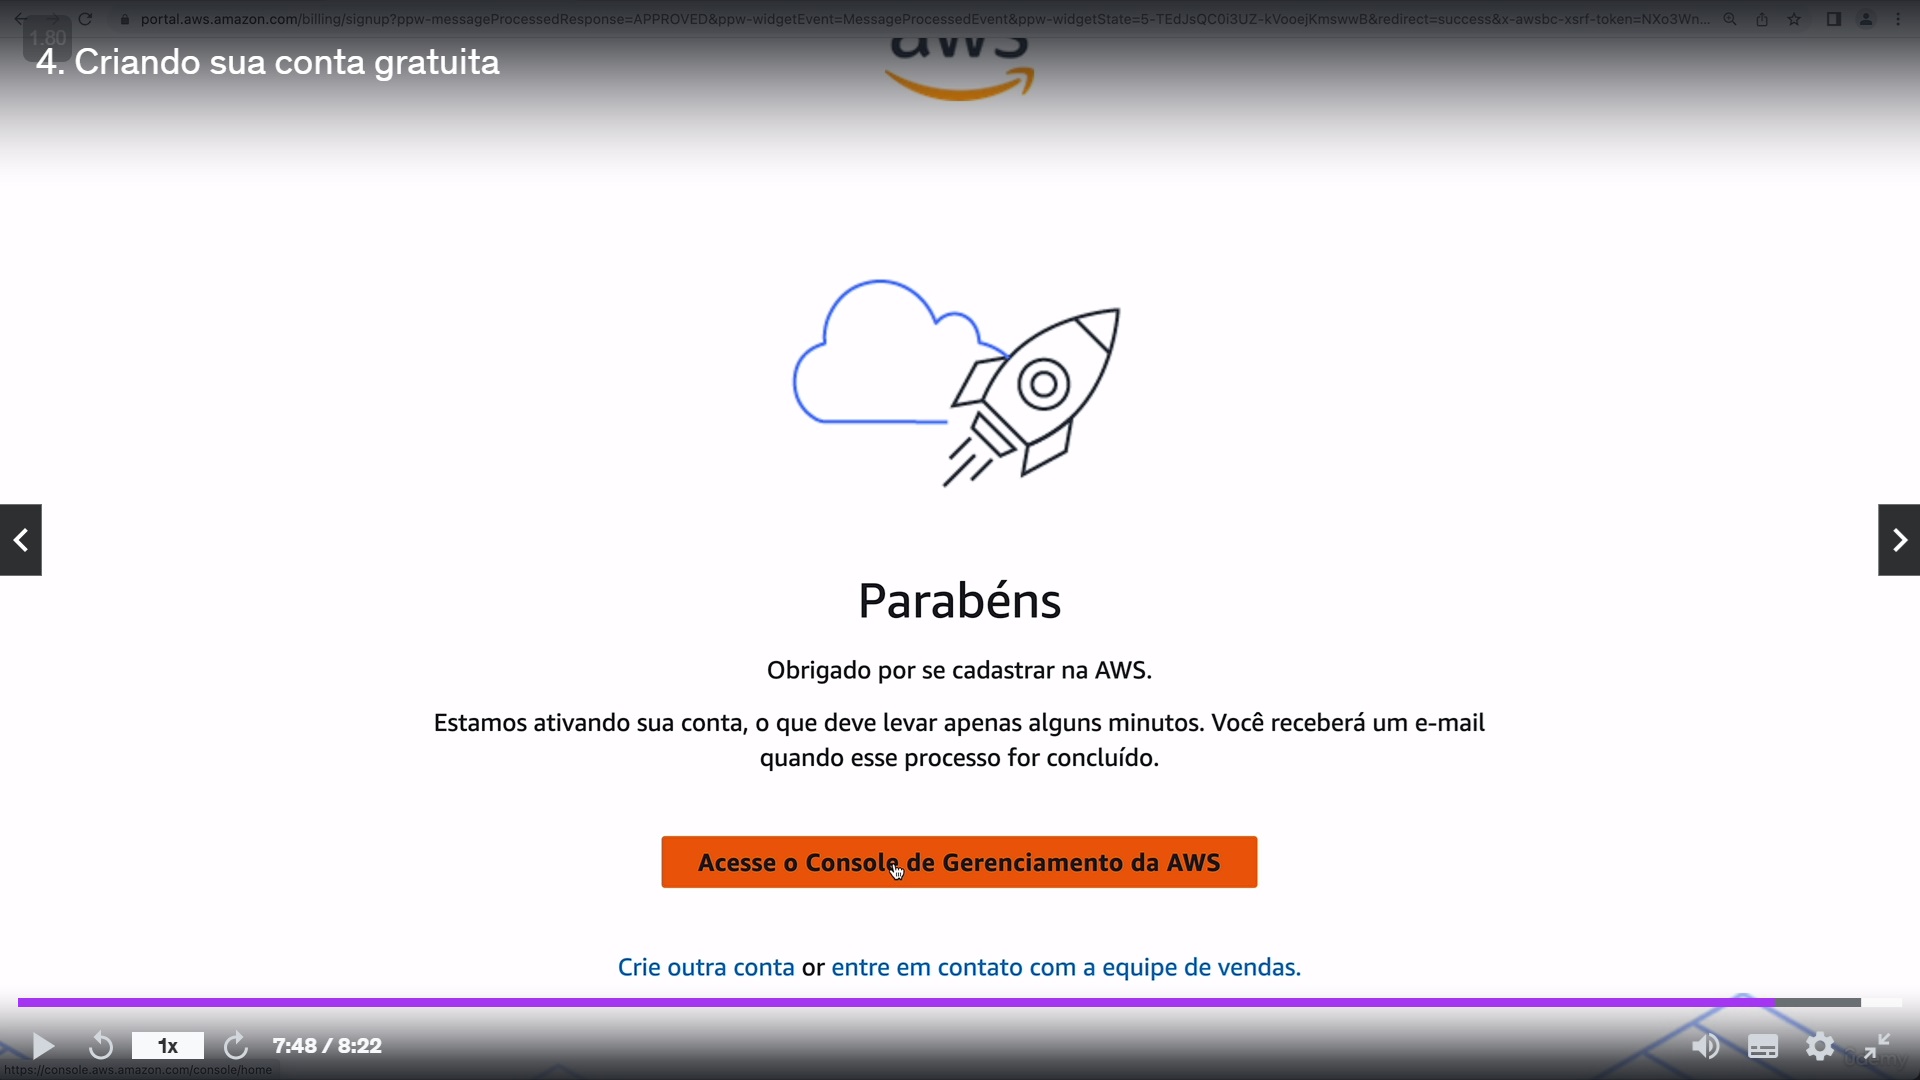 portal.aws.amazon.com/billing/signup?ppw-messageProcessedResponse=APPROVED&ppw-widgetEvent=MessageProcessedEvent&ppw-widgetState=5-TEdJsQC0i3UZ-kVooejKmswwB&redirect=success&x-awsbc-xsrf-token=NXo3Wn...
1.80
4. Criando sua conta gratuita
aws
Parabéns
Obrigado por se cadastrar na AWS.
Estamos ativando sua conta, o que deve levar apenas alguns minutos. Você receberá um e-mail
quando esse processo for concluído.
Acesse o Console de Gerenciamento da AWS
Crie outra conta or entre em contato com a equipe de vendas.
1x
7:48 / 8:22
https://console.aws.amazon.com/console/home
ûdemy